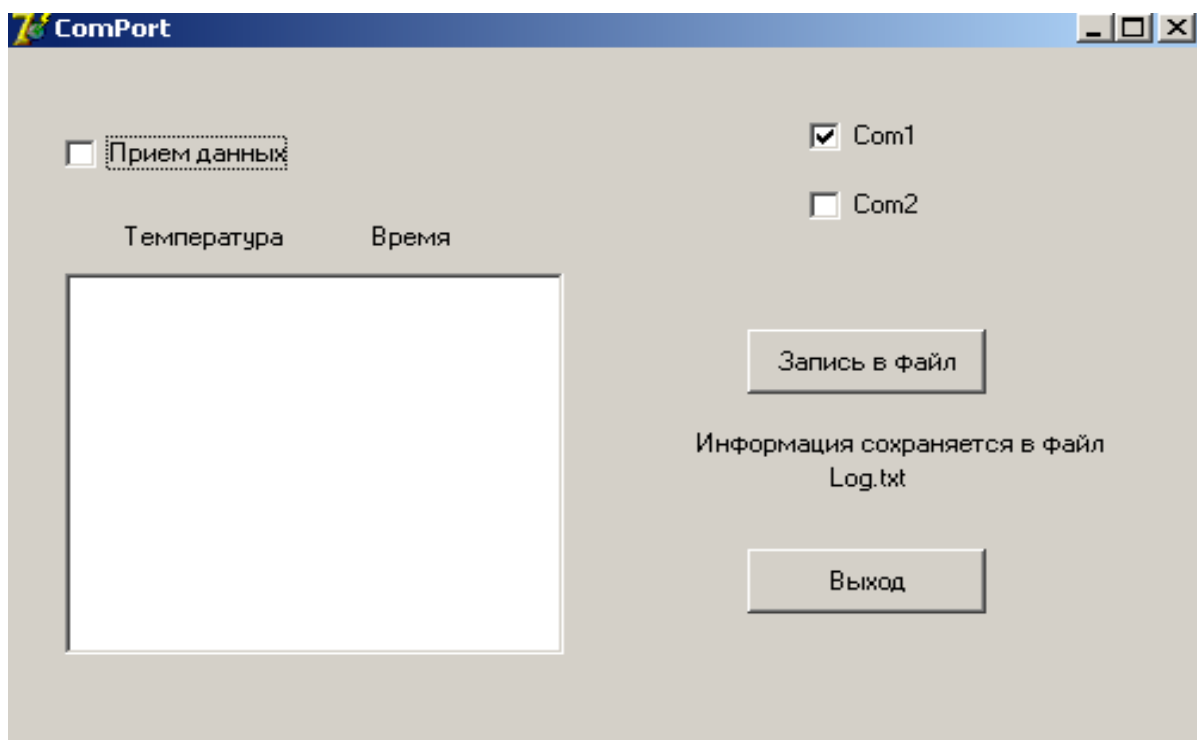 ComPort
Прием данных
Com1
Com2
Температура Время
Запись в файл
Информация сохраняется в файл
Log.txt
Выход